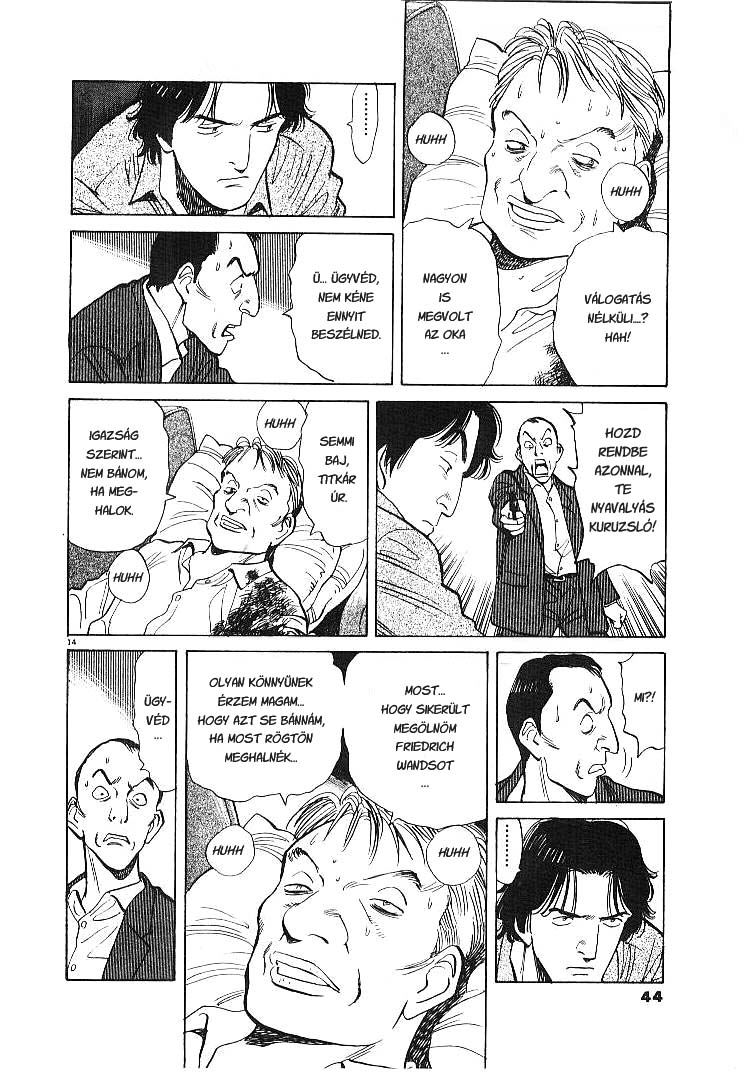 HUHH
HUHH
VÁLOGATÁS
NÉLKÜLI...?
HAH!
NAGYON
IS
MEGVOLT
AZ OKA
...
........
Ü... ÜGYVÉD,
NEM KÉNE
ENNYIT
BESZÉLNED.
HOZD
RENDBE
AZONNAL,
TE
NYAVALYÁS
KURUZSLÓ!
HUHH
SEMMI
BAJ,
TITKÁR
ÚR.
IGAZSÁG
SZERINT...
NEM BÁNOM,
HA MEG-
HALOK.
HUHH
14
MI?!
........
MOST...
HOGY SIKERÜLT
MEGÖLNÖM
FRIEDRICH
WANDSOT
...
OLYAN KÖNNYŰNEK
ÉRZEM MAGAM...
HOGY AZT SE BÁNNÁM,
HA MOST RÖGTÖN
MEGHALNÉK...
HUHH
HUHH
ÜGY-
VÉD
...
44